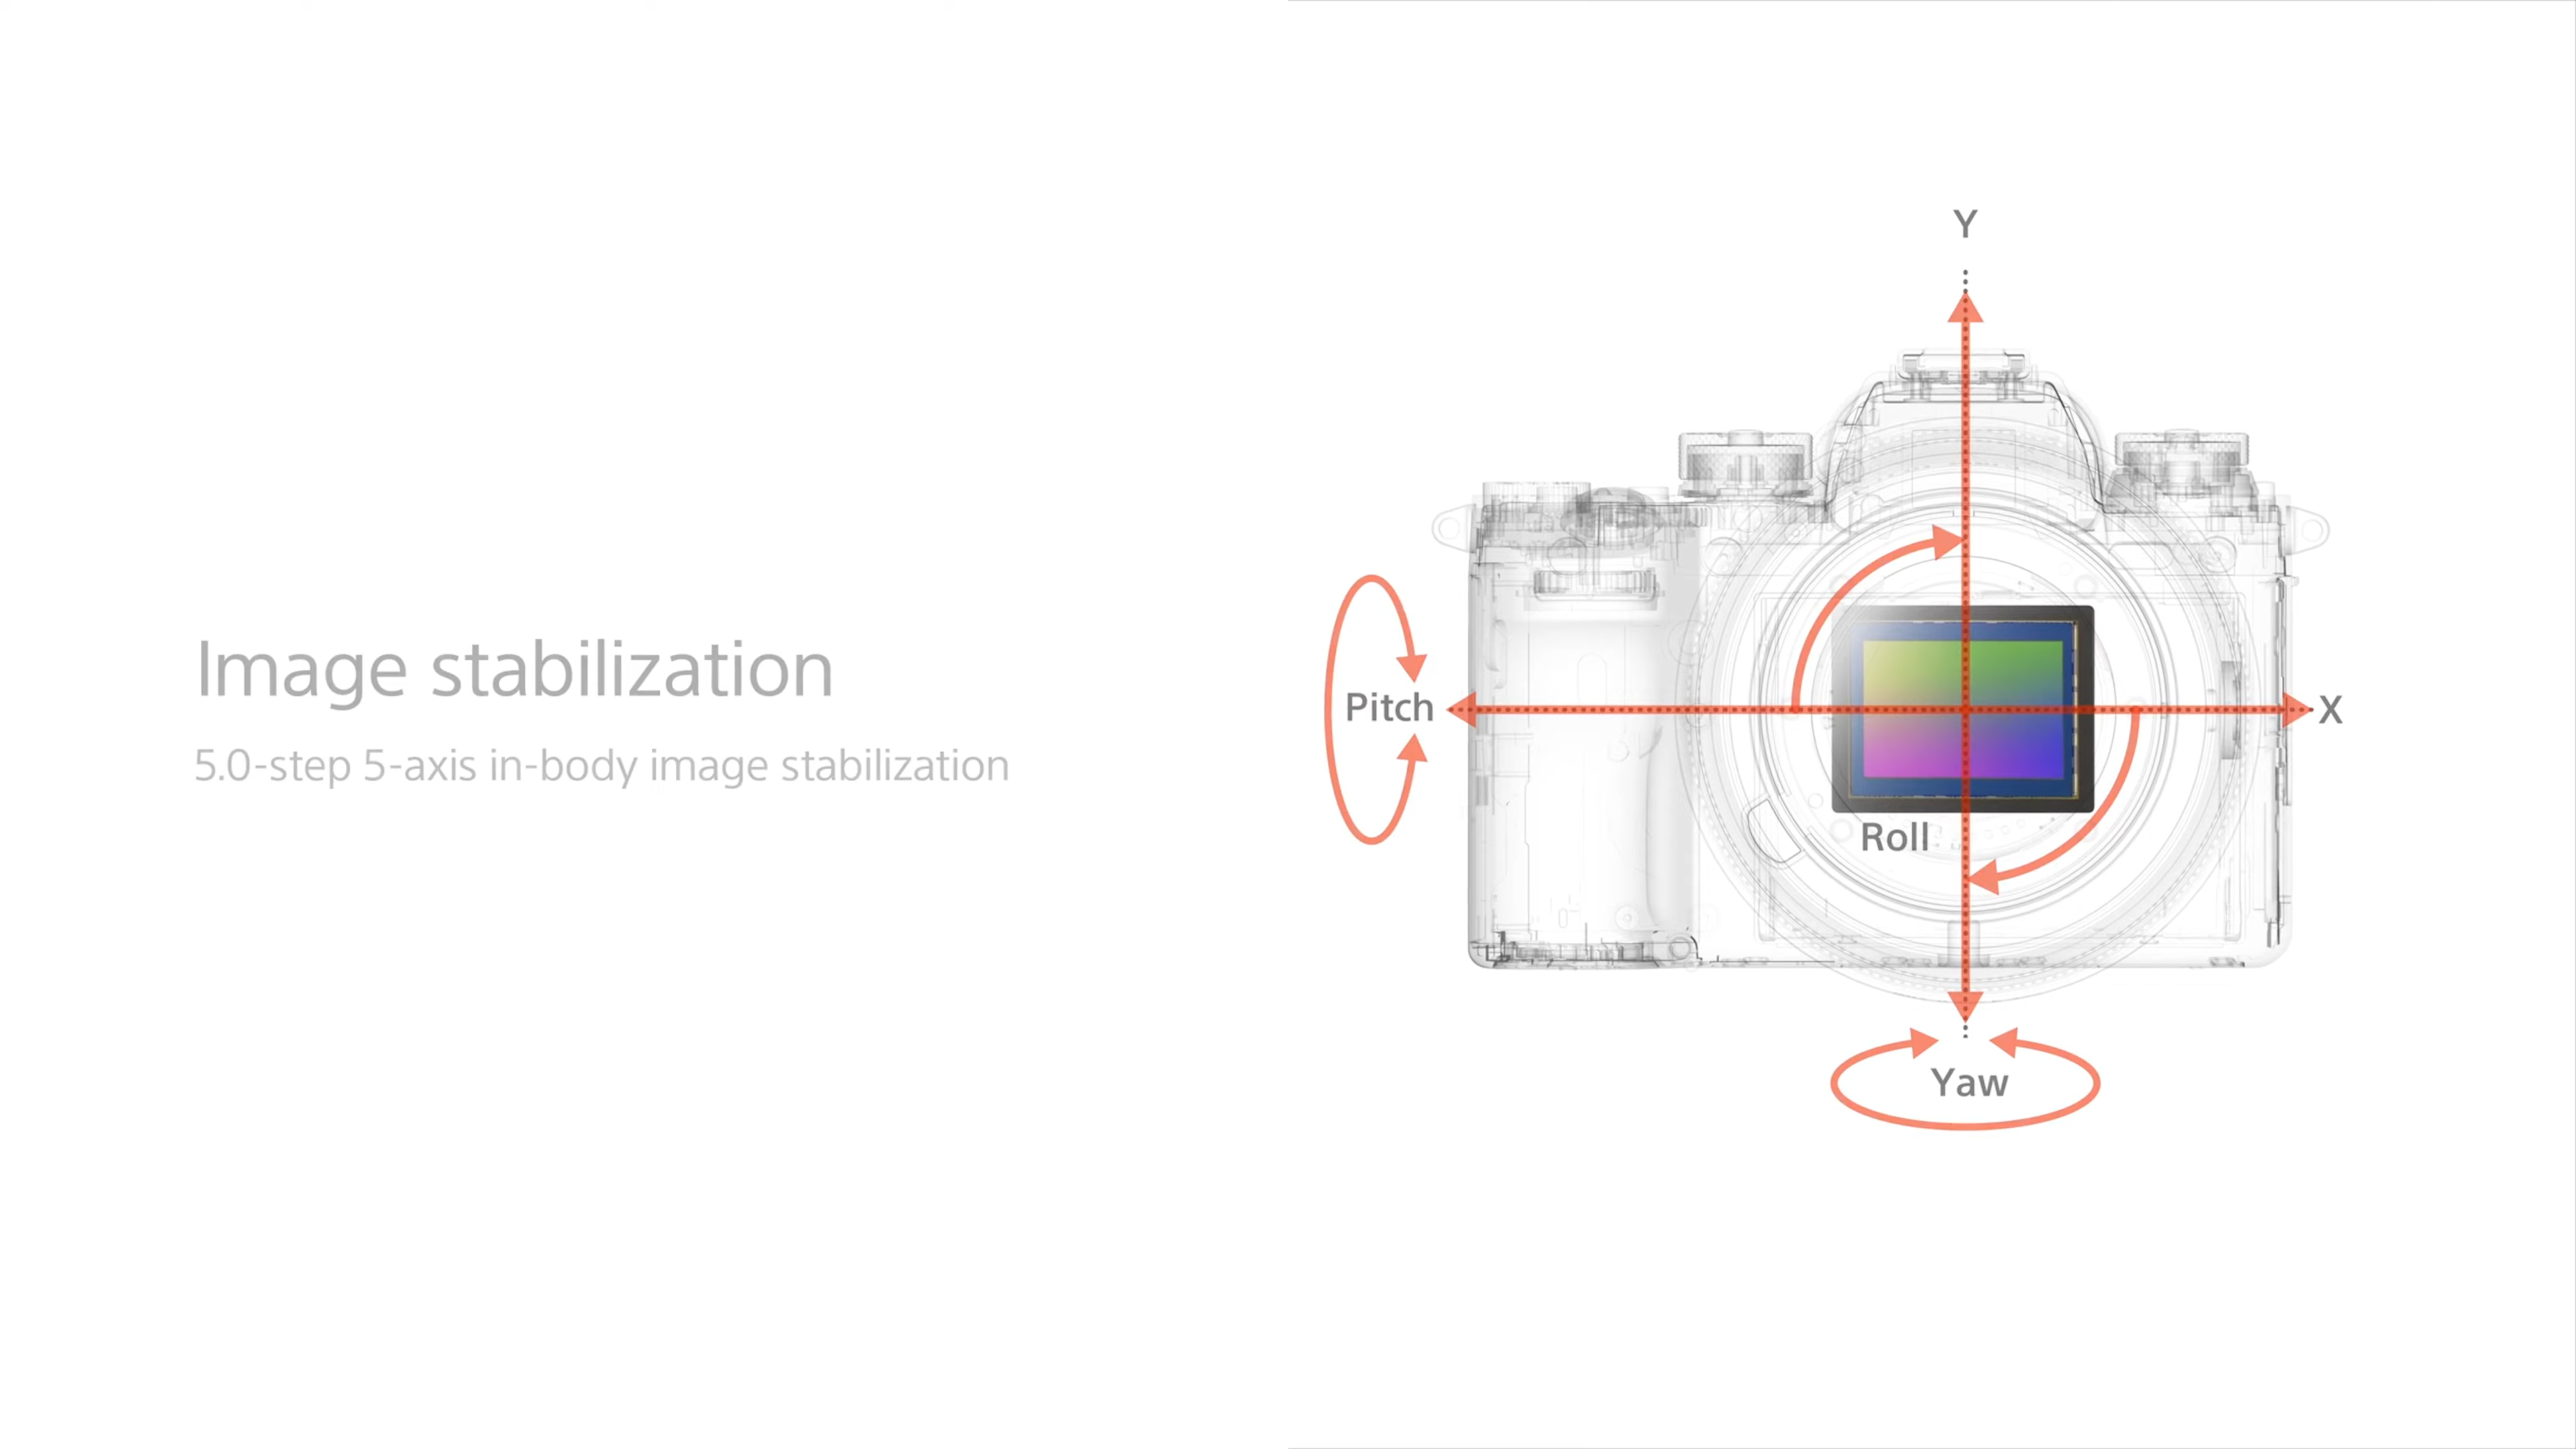 Image stabilization
5.0-step 5-axis in-body image stabilization
Y
Pitch
X
Roll
Yaw